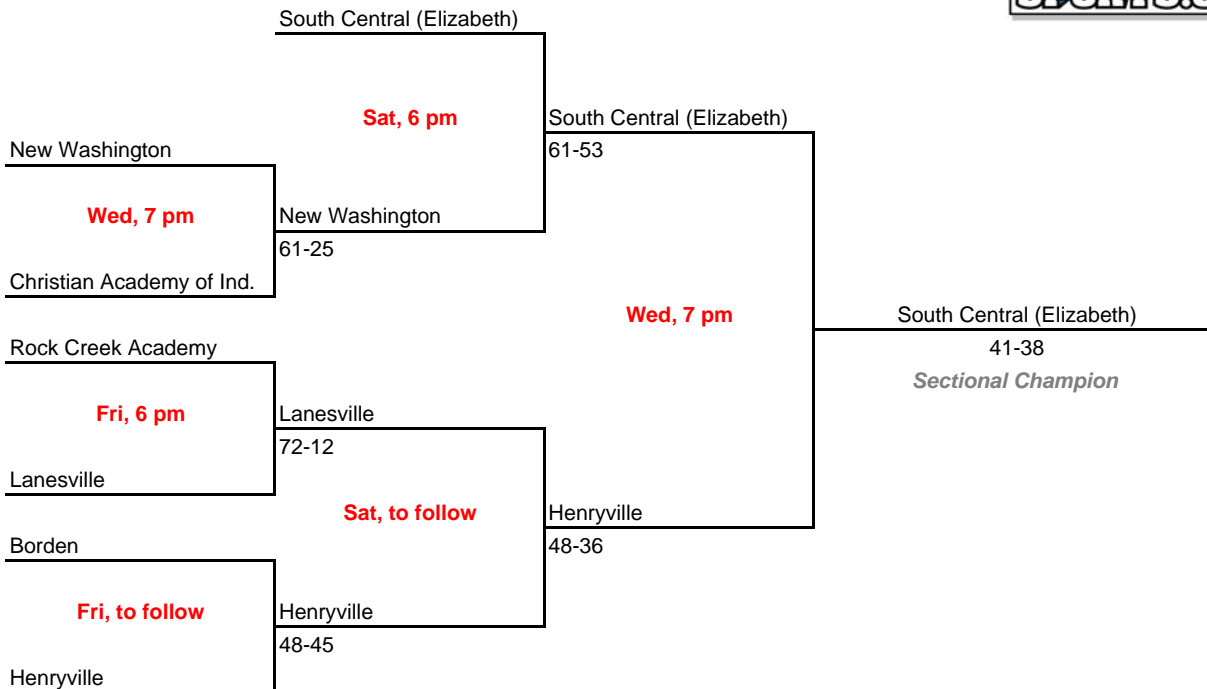 South Central (Elizabeth)
Sat, 6 pm
South Central (Elizabeth)
New Washington
61-53
Wed, 7 pm
New Washington
61-25
Christian Academy of Ind.
Wed, 7 pm
South Central (Elizabeth)
Rock Creek Academy
41-38
Sectional Champion
Fri, 6 pm
Lanesville
72-12
Lanesville
Sat, to follow
Henryville
Borden
48-36
Fri, to follow
Henryville
48-45
Henryville